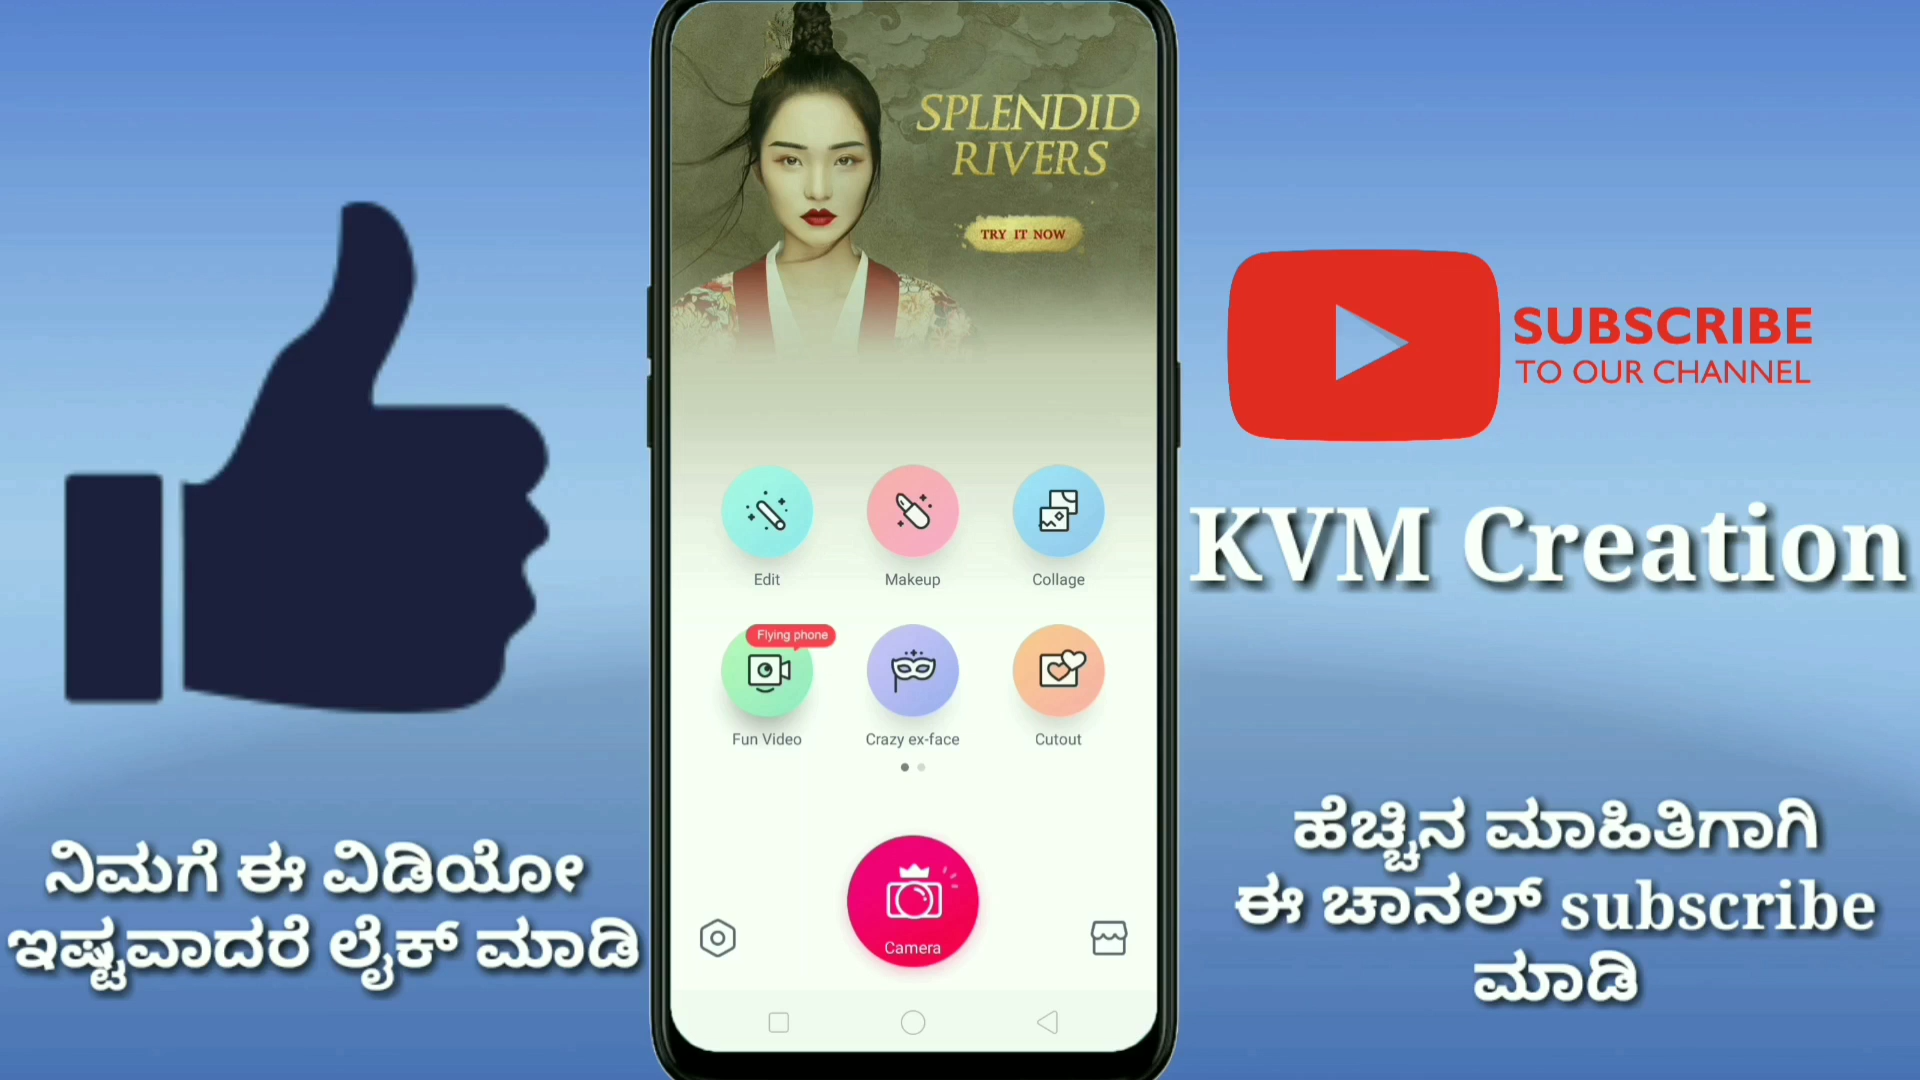 SPLENDID
RIVERS
TRY IT NOW
Edit
Makeup
Collage
Flying phone
Fun Video
Crazy ex-face
Cutout
Camera
SUBSCRIBE
TO OUR CHANNEL
KVM Creation
ನಿಮಗೆ ಈ ವಿಡಿಯೋ
ಇಷ್ಟವಾದರೆ ಲೈಕ್ ಮಾಡಿ
ಹೆಚ್ಚಿನ ಮಾಹಿತಿಗಾಗಿ
ಈ ಚಾನಲ್ subscribe
ಮಾಡಿ